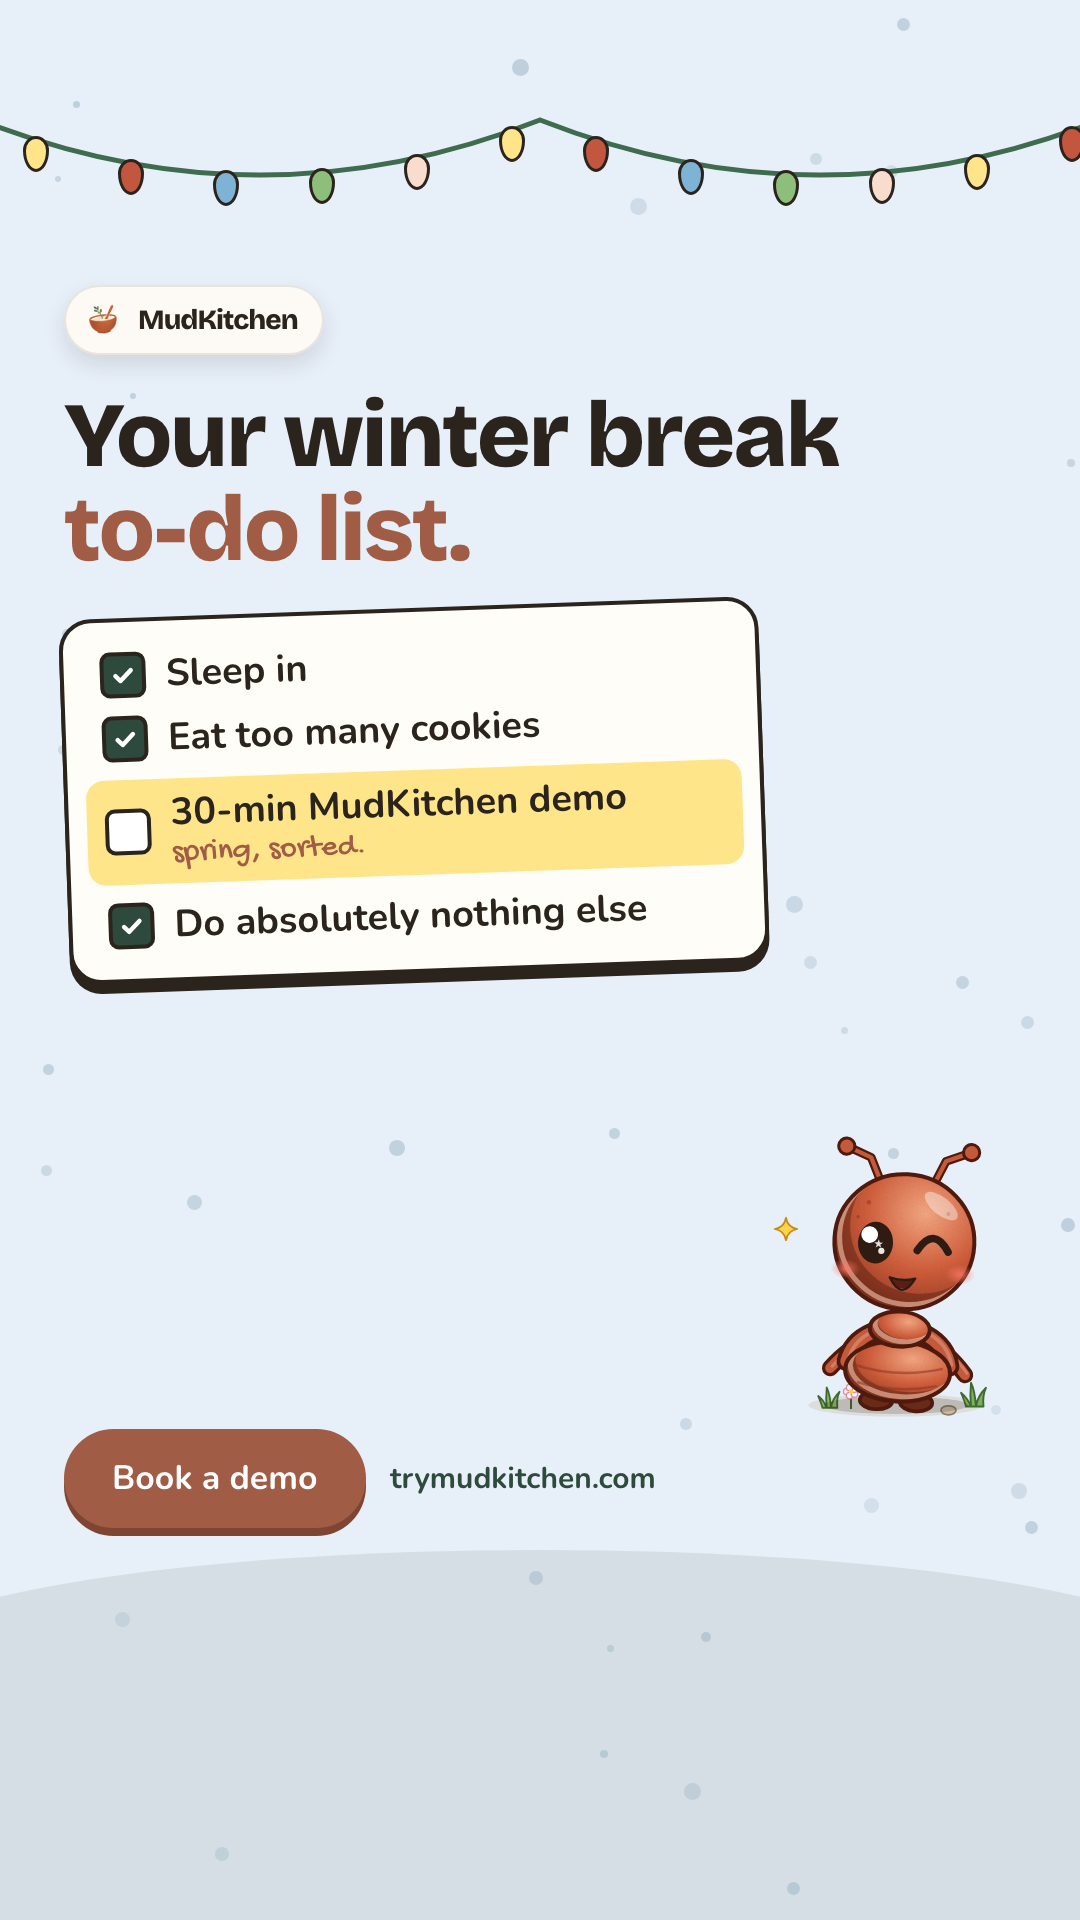 MudKitchen
Your winter break
to-do list.
Sleep in
Eat too many cookies
30-min MudKitchen demo
spring, sorted.
Do absolutely nothing else
Book a demo
trymudkitchen.com